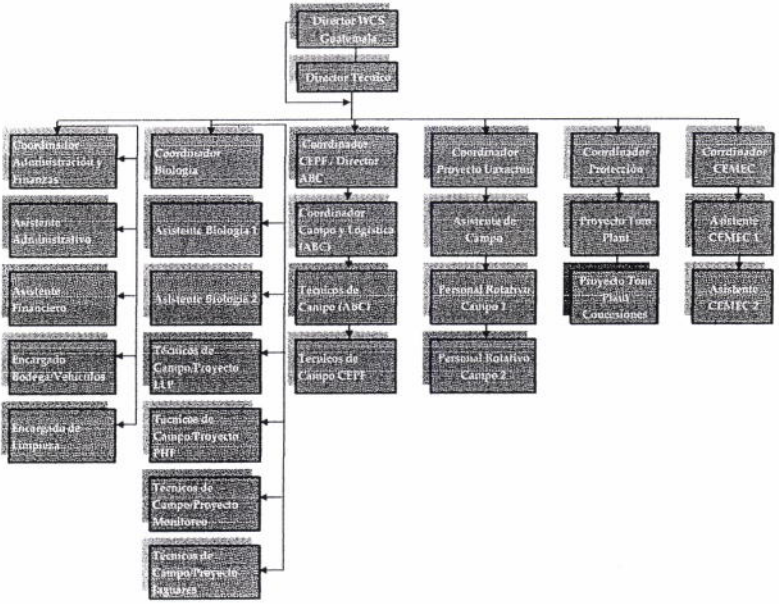 Director WCS
Guatemala
Director Técnico
Coordinador
Administración y
Finanzas
Asistente
Administrativo
Asistente
Financiero
Encargado
Bodega/Vehículos
Encargado de
Limpieza
Coordinador
Biología
Asistente Biología 1
Asistente Biología 2
Técnicos de
Campo/Proyecto
LLP
Técnicos de
Campo/Proyecto
PHF
Técnicos de
Campo/Proyecto
Monitoreo
Técnicos de
Campo/Proyecto
Jaguares
Coordinador
CEPF / Director
ABC
Coordinador
Campo y Logística
(ABC)
Técnicos de
Campo (ABC)
Técnicos de
Campo CEPF
Coordinador
Proyecto Uaxactun
Asistente de
Campo
Personal Rotativo
Campo 1
Personal Rotativo
Campo 2
Coordinador
Protección
Proyecto Tom
Plant
Proyecto Tom
Plant
Concesiones
Corrdinador
CEMEC
Asistente
CEMEC 1
Asistente
CEMEC 2